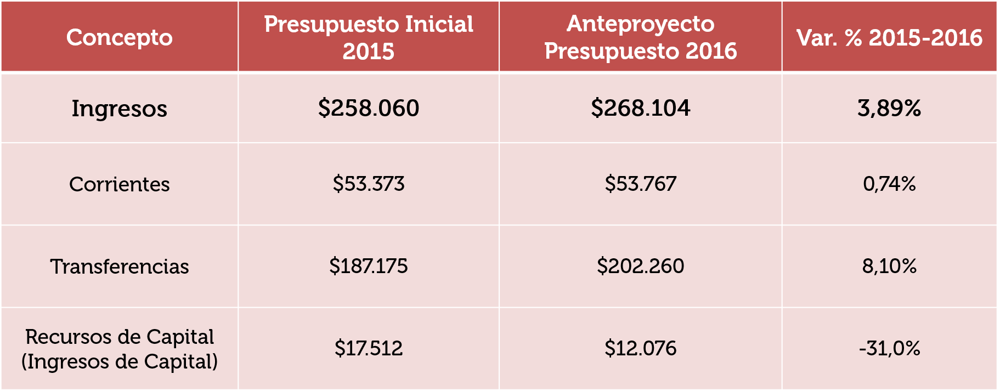 Concepto
Presupuesto Inicial
2015
Anteproyecto
Presupuesto 2016
Var. % 2015-2016
Ingresos
$258.060
$268.104
3,89%
Corrientes
$53.373
$53.767
0,74%
Transferencias
$187.175
$202.260
8,10%
Recursos de Capital
(Ingresos de Capital)
$17.512
$12.076
-31,0%